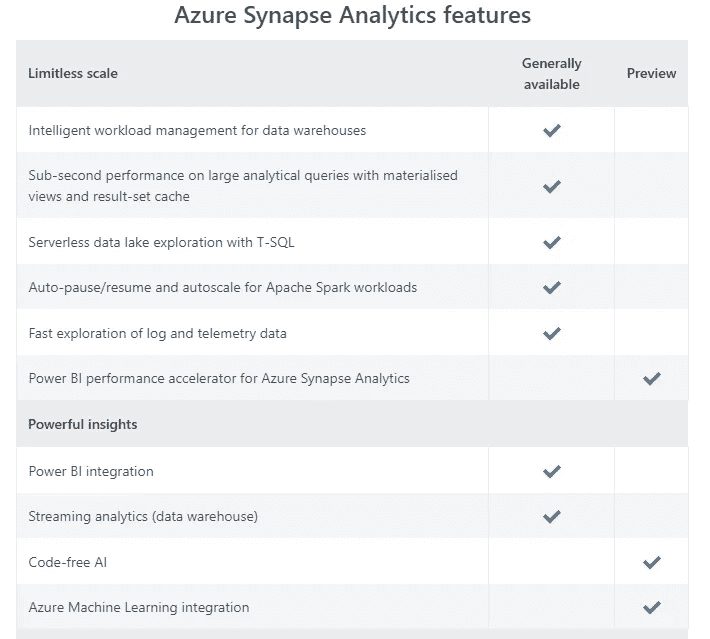 Azure Synapse Analytics features
Limitless scale
Generally
available
Preview
Intelligent workload management for data warehouses
Sub-second performance on large analytical queries with materialised
views and result-set cache
Serverless data lake exploration with T-SQL
Auto-pause/resume and autoscale for Apache Spark workloads
Fast exploration of log and telemetry data
Power BI performance accelerator for Azure Synapse Analytics
Powerful insights
Power BI integration
Streaming analytics (data warehouse)
Code-free AI
Azure Machine Learning integration